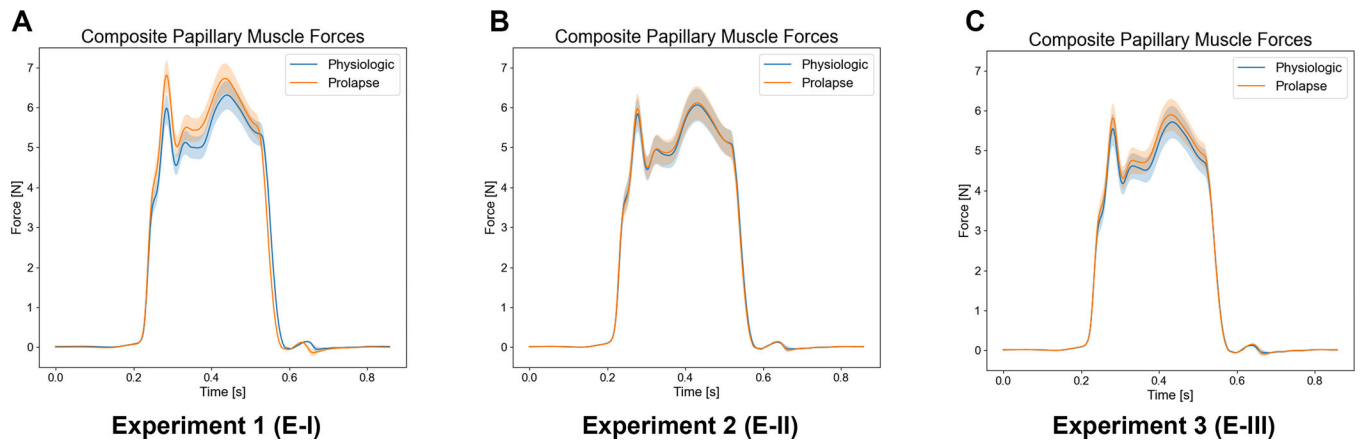 A
Composite Papillary Muscle Forces
Physiologic
Prolapse
7
6
5
4
3
2
1
0
Force [N]
0.0 0.2 0.4 0.6 0.8
Time [s]
Experiment 1 (E-I)
B
Composite Papillary Muscle Forces
Physiologic
Prolapse
7
6
5
4
3
2
1
0
Force [N]
0.0 0.2 0.4 0.6 0.8
Time [s]
Experiment 2 (E-II)
C
Composite Papillary Muscle Forces
Physiologic
Prolapse
7
6
5
4
3
2
1
0
Force [N]
0.0 0.2 0.4 0.6 0.8
Time [s]
Experiment 3 (E-III)